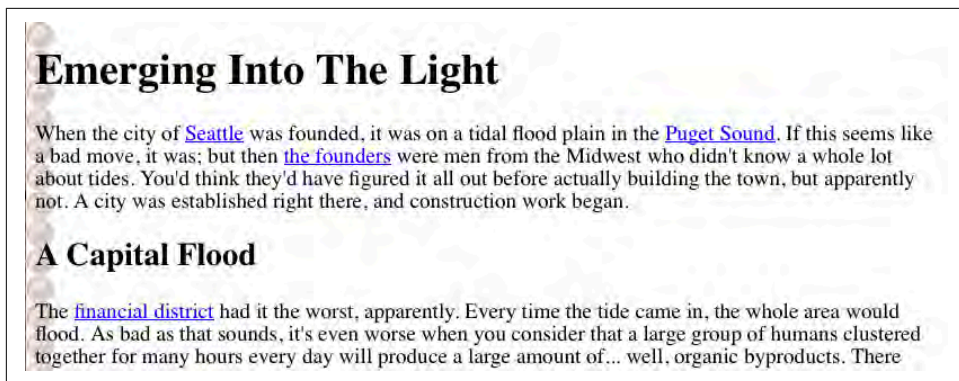 Emerging Into The Light
When the city of Seattle was founded, it was on a tidal flood plain in the Puget Sound. If this seems like
a bad move, it was; but then the founders were men from the Midwest who didn't know a whole lot
about tides. You'd think they'd have figured it all out before actually building the town, but apparently
not. A city was established right there, and construction work began.
A Capital Flood
The financial district had it the worst, apparently. Every time the tide came in, the whole area would
flood. As bad as that sounds, it's even worse when you consider that a large group of humans clustered
together for many hours every day will produce a large amount of... well, organic byproducts. There